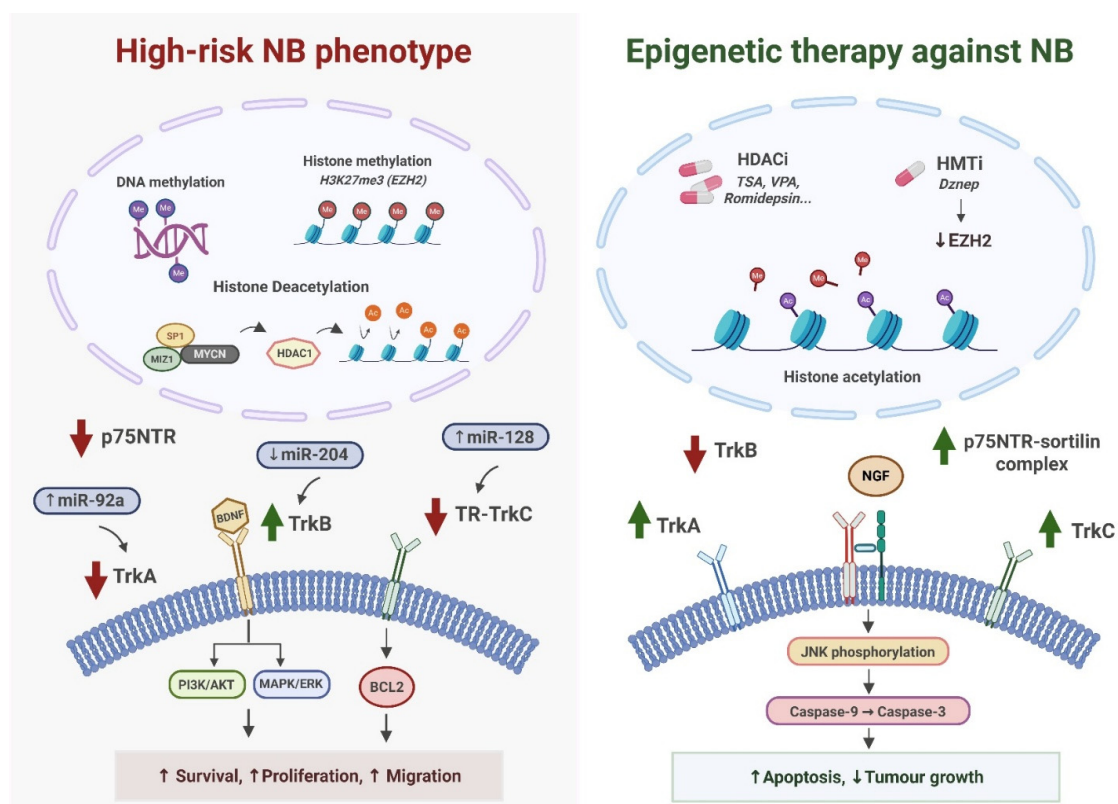 High-risk NB phenotype
DNA methylation
Me
Me
Me
Histone methylation
H3K27me3 (EZH2)
Me
Me
Me
Me
Histone Deacetylation
SP1
MIZ1
MYCN
HDAC1
Ac
Ac
Ac
Ac
p75NTR
↑miR-92a
TrkA
↓miR-204
BDNF
TrkB
↑miR-128
TR-TrkC
PI3K/AKT
MAPK/ERK
BCL2
↑ Survival, ↑Proliferation, ↑ Migration
Epigenetic therapy against NB
HDACi
TSA, VPA,
Romidepsin...
HMTi
Dznep
↓EZH2
Me
Me
Me
Ac
Ac
Ac
Histone acetylation
TrkB
p75NTR-sortilin
complex
NGF
TrkA
TrkC
JNK phosphorylation
Caspase-9 → Caspase-3
↑Apoptosis, ↓Tumour growth